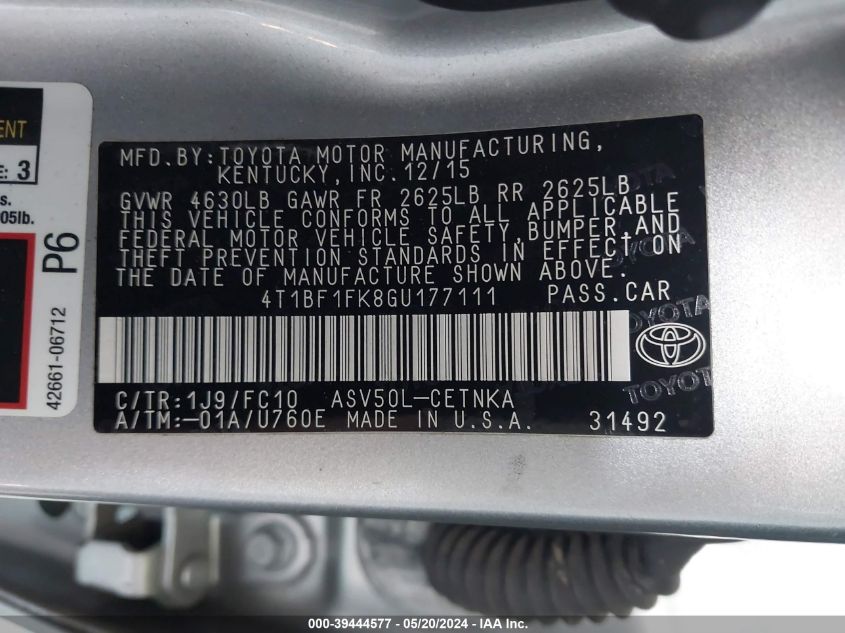 ENT
E: 3
s.
05lb.
P6
42661-06712
MFD.BY:TOYOTA MOTOR MANUFACTURING,
KENTUCKY, INC.12/15
GVWR 4630LB GAWR FR 2625LB RR 2625LB
THIS VEHICLE CONFORMS TO ALL APPLICABLE
FEDERAL MOTOR VEHICLE SAFETY,BUMPER,AND
THEFT PREVENTION STANDARDS IN EFFECT ON
THE DATE OF MANUFACTURE SHOWN ABOVE.
4T1BF1FK8GU177111 PASS.CAR
C/TR:1J9/FC10 ASV50L-CETNKA
A/TM:-01A/U760E MADE IN U.S.A. 31492
TOYOTA
TOYOTA
TOYOTA
000-39444577 - 05/20/2024 - IAA Inc.